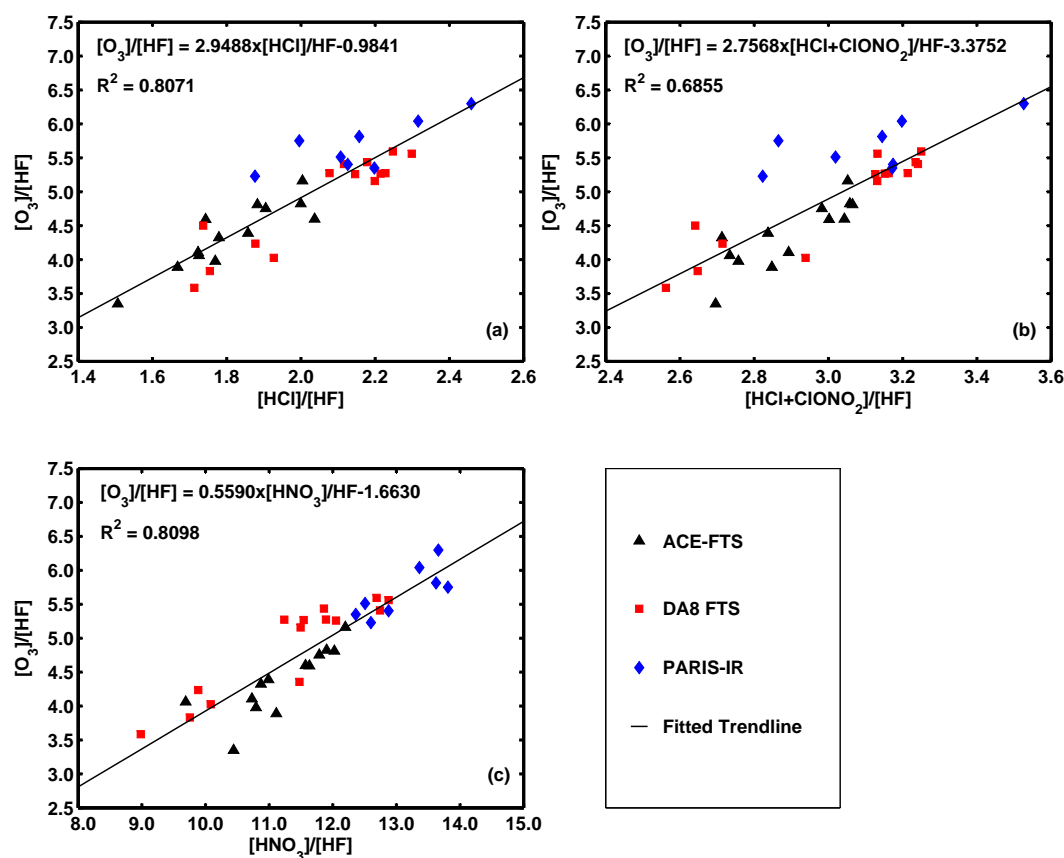 [O3]/[HF] = 2.9488x[HCl]/HF-0.9841
R2 = 0.8071
7.5
7.0
6.5
6.0
5.5
5.0
4.5
4.0
3.5
3.0
2.5
[O3]/[HF]
(a)
1.4 1.6 1.8 2.0 2.2 2.4 2.6
[HCl]/[HF]
[O3]/[HF] = 2.7568x[HCl+ClONO2]/HF-3.3752
R2 = 0.6855
7.5
7.0
6.5
6.0
5.5
5.0
4.5
4.0
3.5
3.0
2.5
[O3]/[HF]
(b)
2.4 2.6 2.8 3.0 3.2 3.4 3.6
[HCl+ClONO2]/[HF]
[O3]/[HF] = 0.5590x[HNO3]/HF-1.6630
R2 = 0.8098
7.5
7.0
6.5
6.0
5.5
5.0
4.5
4.0
3.5
3.0
2.5
[O3]/[HF]
(c)
8.0 9.0 10.0 11.0 12.0 13.0 14.0 15.0
[HNO3]/[HF]
ACE-FTS
DA8 FTS
PARIS-IR
Fitted Trendline